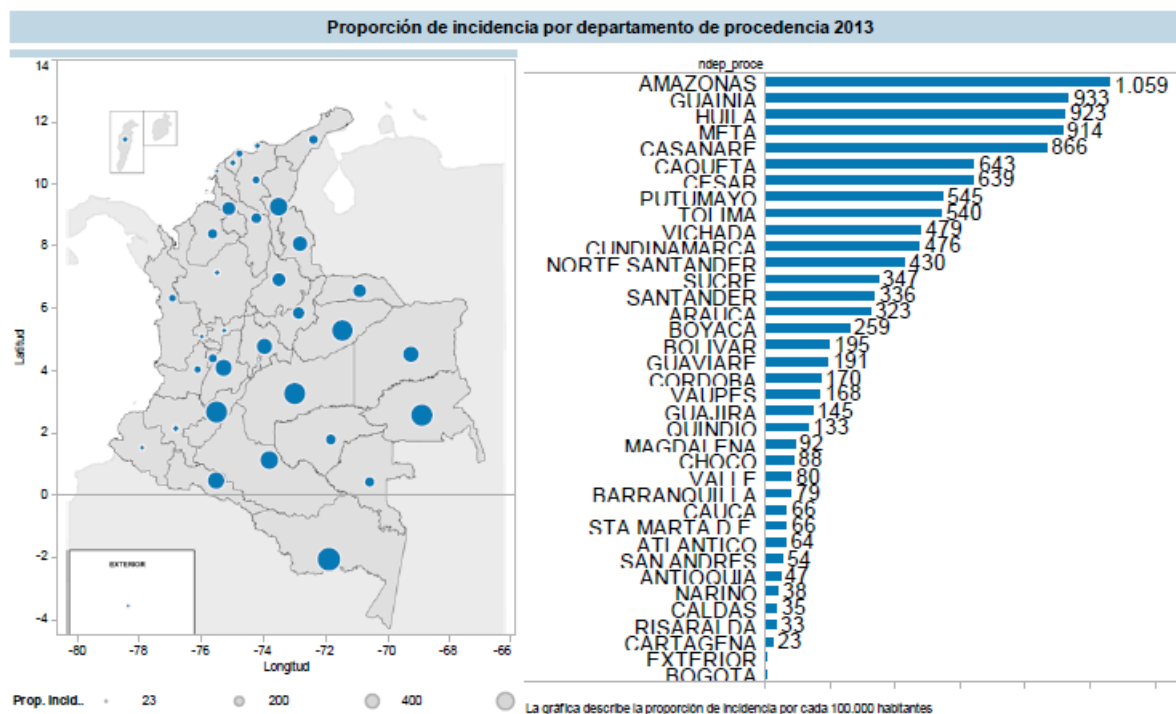 Proporción de incidencia por departamento de procedencia 2013
14
12
10
8
6
4
2
0
-2
-4
Latitud
EXTERIOR
-80
-78
-76
-74
-72
-70
-68
-66
Longitud
Prop. Incid.. 23 200 400
ndep_proce
AMAZONAS 1.059
GUAINIA 933
HUILA 923
META 914
CASANARE 866
CAQUETA 643
CESAR 639
PUTUMAYO 545
TOLIMA 540
VICHADA 479
CUNDINAMARCA 476
NORTE SANTANDER 430
SUCRE 347
SANTANDER 336
ARAUCA 323
BOYACA 259
BOLIVAR 195
GUAVIARE 191
CORDOBA 170
VAUPES 168
GUAJIRA 145
QUINDIO 133
MAGDALENA 92
CHOCO 88
VALLE 80
BARRANQUILLA 79
CAUCA 66
STA MARTA D.E. 66
ATLANTICO 64
SAN ANDRES 54
ANTIOQUIA 47
NARIÑO 38
CALDAS 35
RISARALDA 33
CARTAGENA 23
EXTERIOR
BOGOTA
La gráfica describe la proporción de incidencia por cada 100.000 habitantes